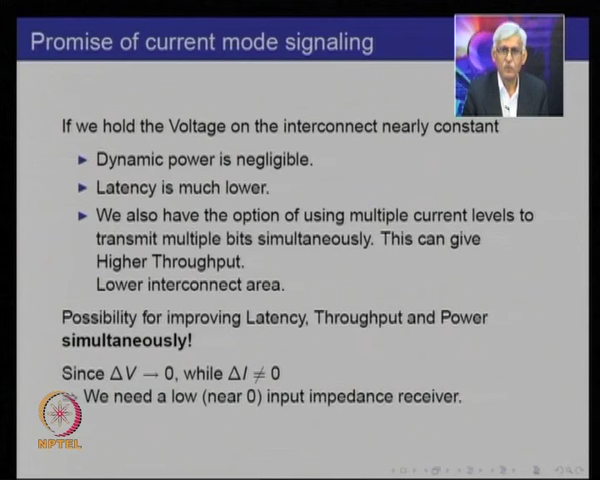 Promise of current mode signaling
If we hold the Voltage on the interconnect nearly constant
Dynamic power is negligible.
Latency is much lower.
We also have the option of using multiple current levels to
transmit multiple bits simultaneously. This can give
Higher Throughput.
Lower interconnect area.
Possibility for improving Latency, Throughput and Power
simultaneously!
Since ΔV → 0, while ΔI ≠ 0
We need a low (near 0) input impedance receiver.
NPTEL